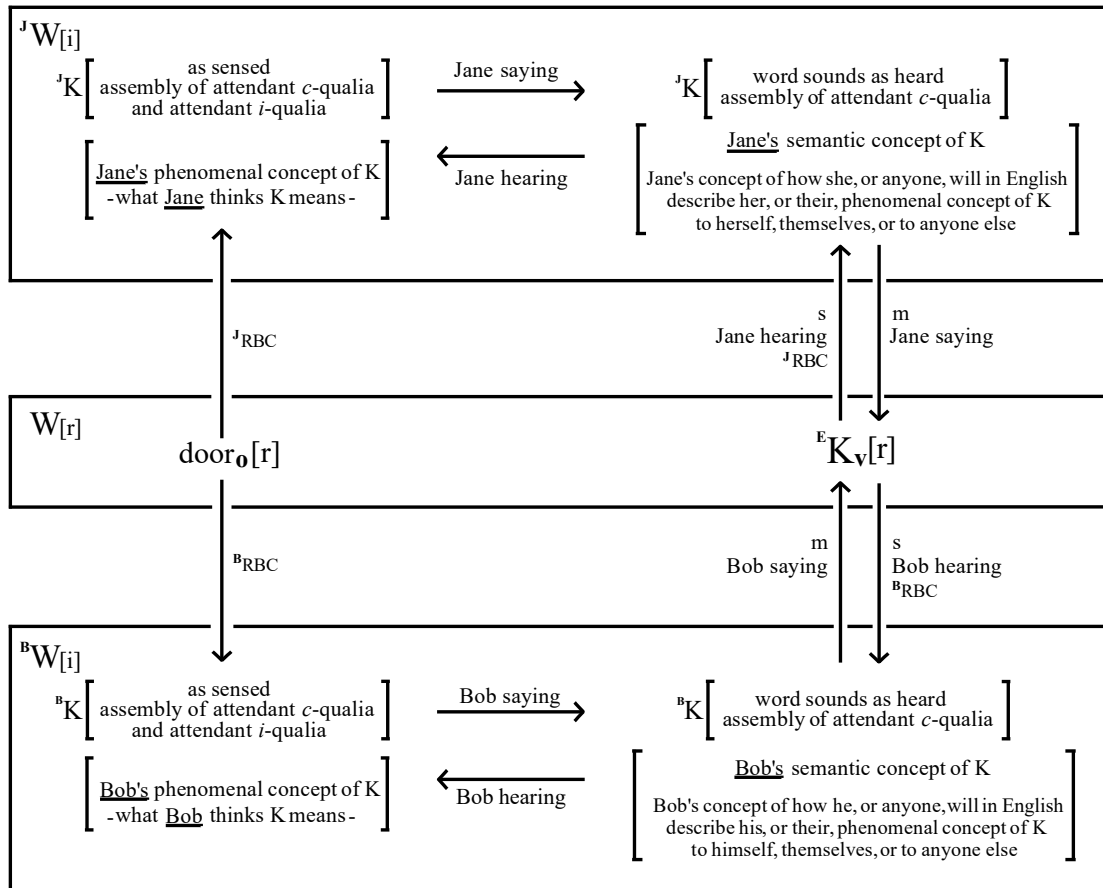 JW[i]
JK
as sensed
assembly of attendant c-qualia
and attendant i-qualia
Jane saying
JK
word sounds as heard
assembly of attendant c-qualia
Jane's phenomenal concept of K
-what Jane thinks K means-
Jane hearing
Jane's semantic concept of K
Jane's concept of how she, or anyone, will in English
describe her, or their, phenomenal concept of K
to herself, themselves, or to anyone else
JRBC
s
Jane hearing
JRBC
m
Jane saying
W[r]
dooro[r]
EKv[r]
BRBC
m
Bob saying
s
Bob hearing
BRBC
BW[i]
BK
as sensed
assembly of attendant c-qualia
and attendant i-qualia
Bob saying
BK
word sounds as heard
assembly of attendant c-qualia
Bob's phenomenal concept of K
-what Bob thinks K means-
Bob hearing
Bob's semantic concept of K
Bob's concept of how he, or anyone, will in English
describe his, or their, phenomenal concept of K
to himself, themselves, or to anyone else